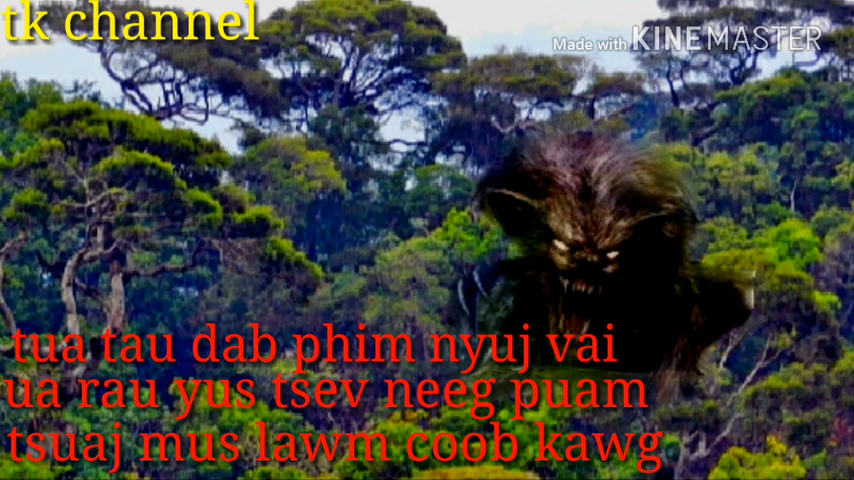 tk channel
Made with KINEMASTER
tua tau dab phim nyuj vai
ua rau yus tsev neeg puam
tsuaj mus lawm coob kawg